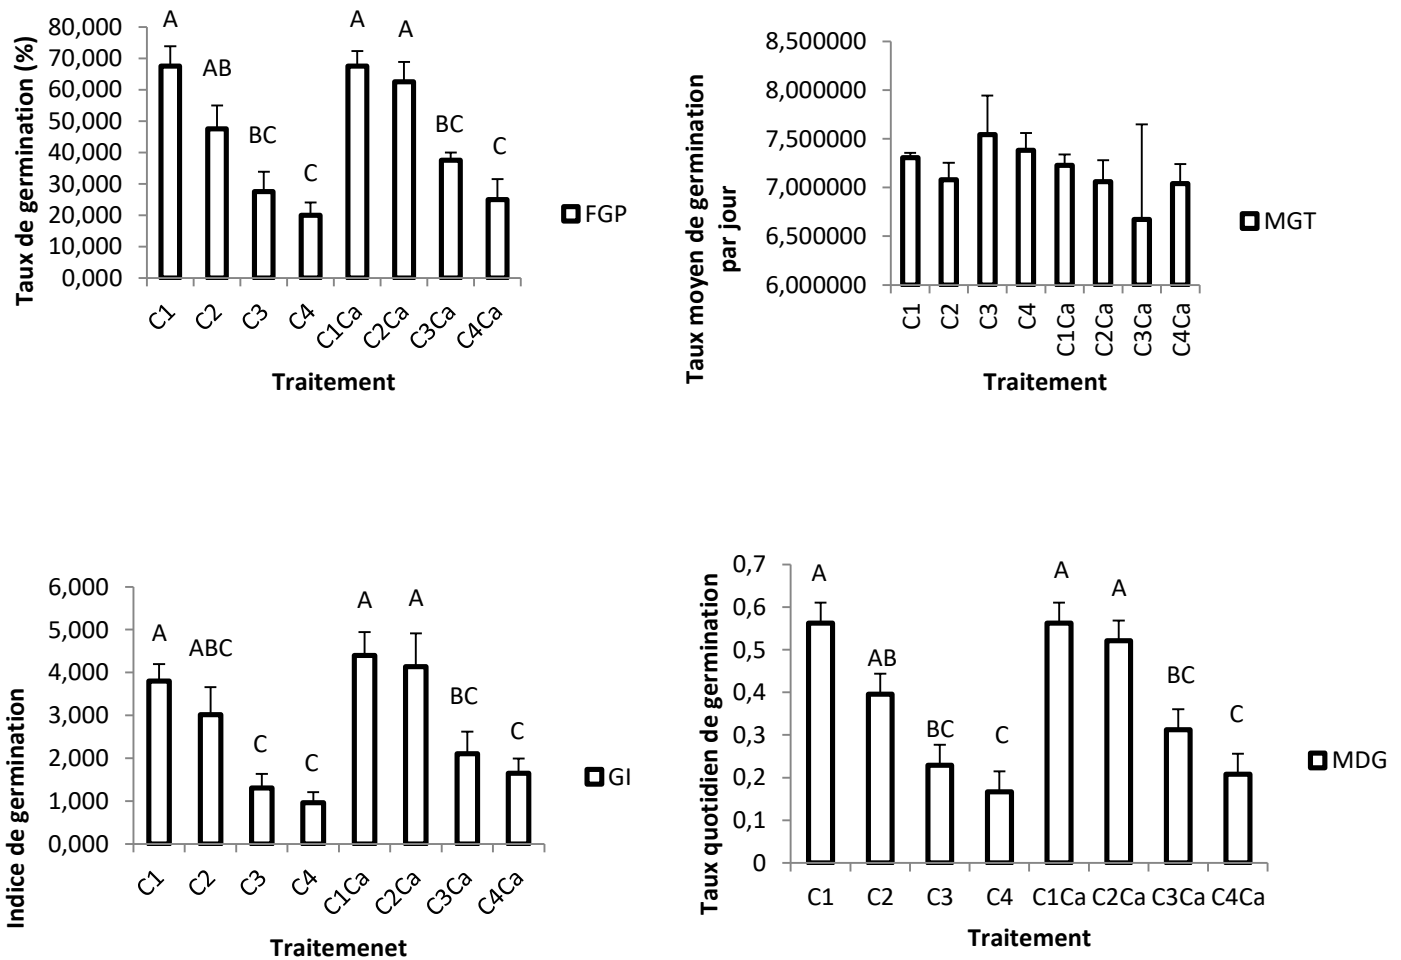 A
A
A
AB
BC
BC
C
C
80,000
70,000
60,000
50,000
40,000
30,000
20,000
10,000
0,000
Taux de germination (%)
C1
C2
C3
C4
C1Ca
C2Ca
C3Ca
C4Ca
Traitement
FGP
8,500000
8,000000
7,500000
7,000000
6,500000
6,000000
Taux moyen de germination
par jour
C1
C2
C3
C4
C1Ca
C2Ca
C3Ca
C4Ca
Traitement
MGT
6,000
5,000
4,000
3,000
2,000
1,000
0,000
Indice de germination
A
ABC
C
C
A
A
BC
C
C1
C2
C3
C4
C1Ca
C2Ca
C3Ca
C4Ca
Traitemenet
GI
0,7
0,6
0,5
0,4
0,3
0,2
0,1
0
Taux quotidien de germination
A
AB
BC
C
A
A
BC
C
C1 C2 C3 C4 C1Ca C2Ca C3Ca C4Ca
Traitement
MDG